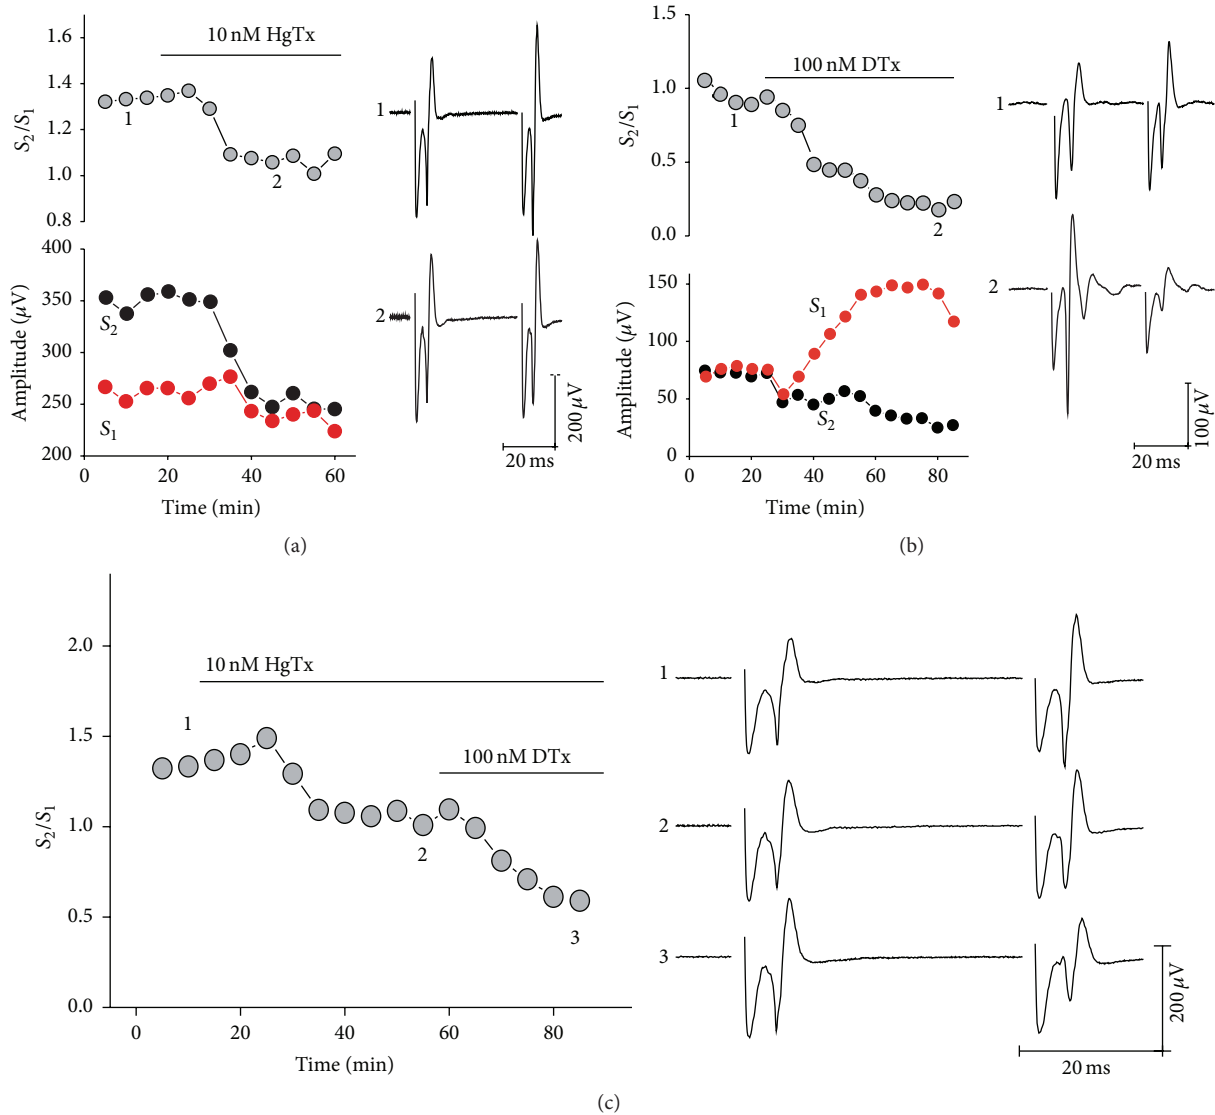 10 nM HgTx
S2/S1
1.6
1.4
1.2
1.0
0.8
1
2
1
2
Amplitude (µV)
400
350
300
250
200
S2
S1
0
20
40
60
Time (min)
200 µV
20 ms
(a)
100 nM DTx
S2/S1
1.5
1.0
0.5
0.0
1
2
1
2
Amplitude (µV)
150
100
50
0
S1
S2
0
20
40
60
80
Time (min)
100 µV
20 ms
(b)
S2/S1
2.0
1.5
1.0
0.5
0.0
10 nM HgTx
100 nM DTx
1
2
3
0
20
40
60
80
Time (min)
1
2
3
200 µV
20 ms
(c)